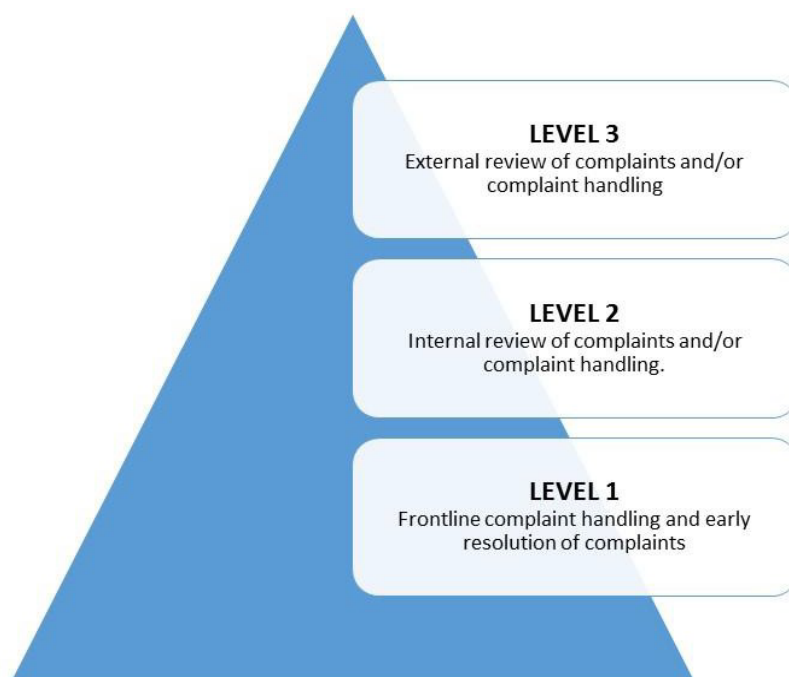 LEVEL 3
External review of complaints and/or
complaint handling
LEVEL 2
Internal review of complaints and/or
complaint handling.
LEVEL 1
Frontline complaint handling and early
resolution of complaints